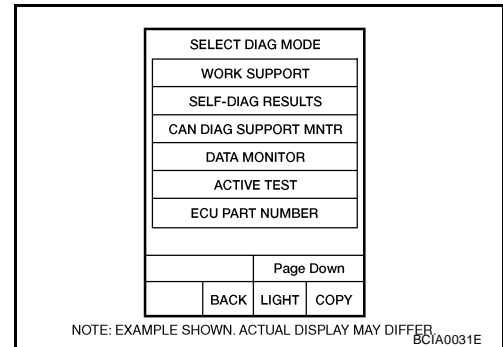 SELECT DIAG MODE
WORK SUPPORT
SELF-DIAG RESULTS
CAN DIAG SUPPORT MNTR
DATA MONITOR
ACTIVE TEST
ECU PART NUMBER
Page Down
BACK LIGHT COPY
NOTE: EXAMPLE SHOWN. ACTUAL DISPLAY MAY DIFFER.
BCIA0031E